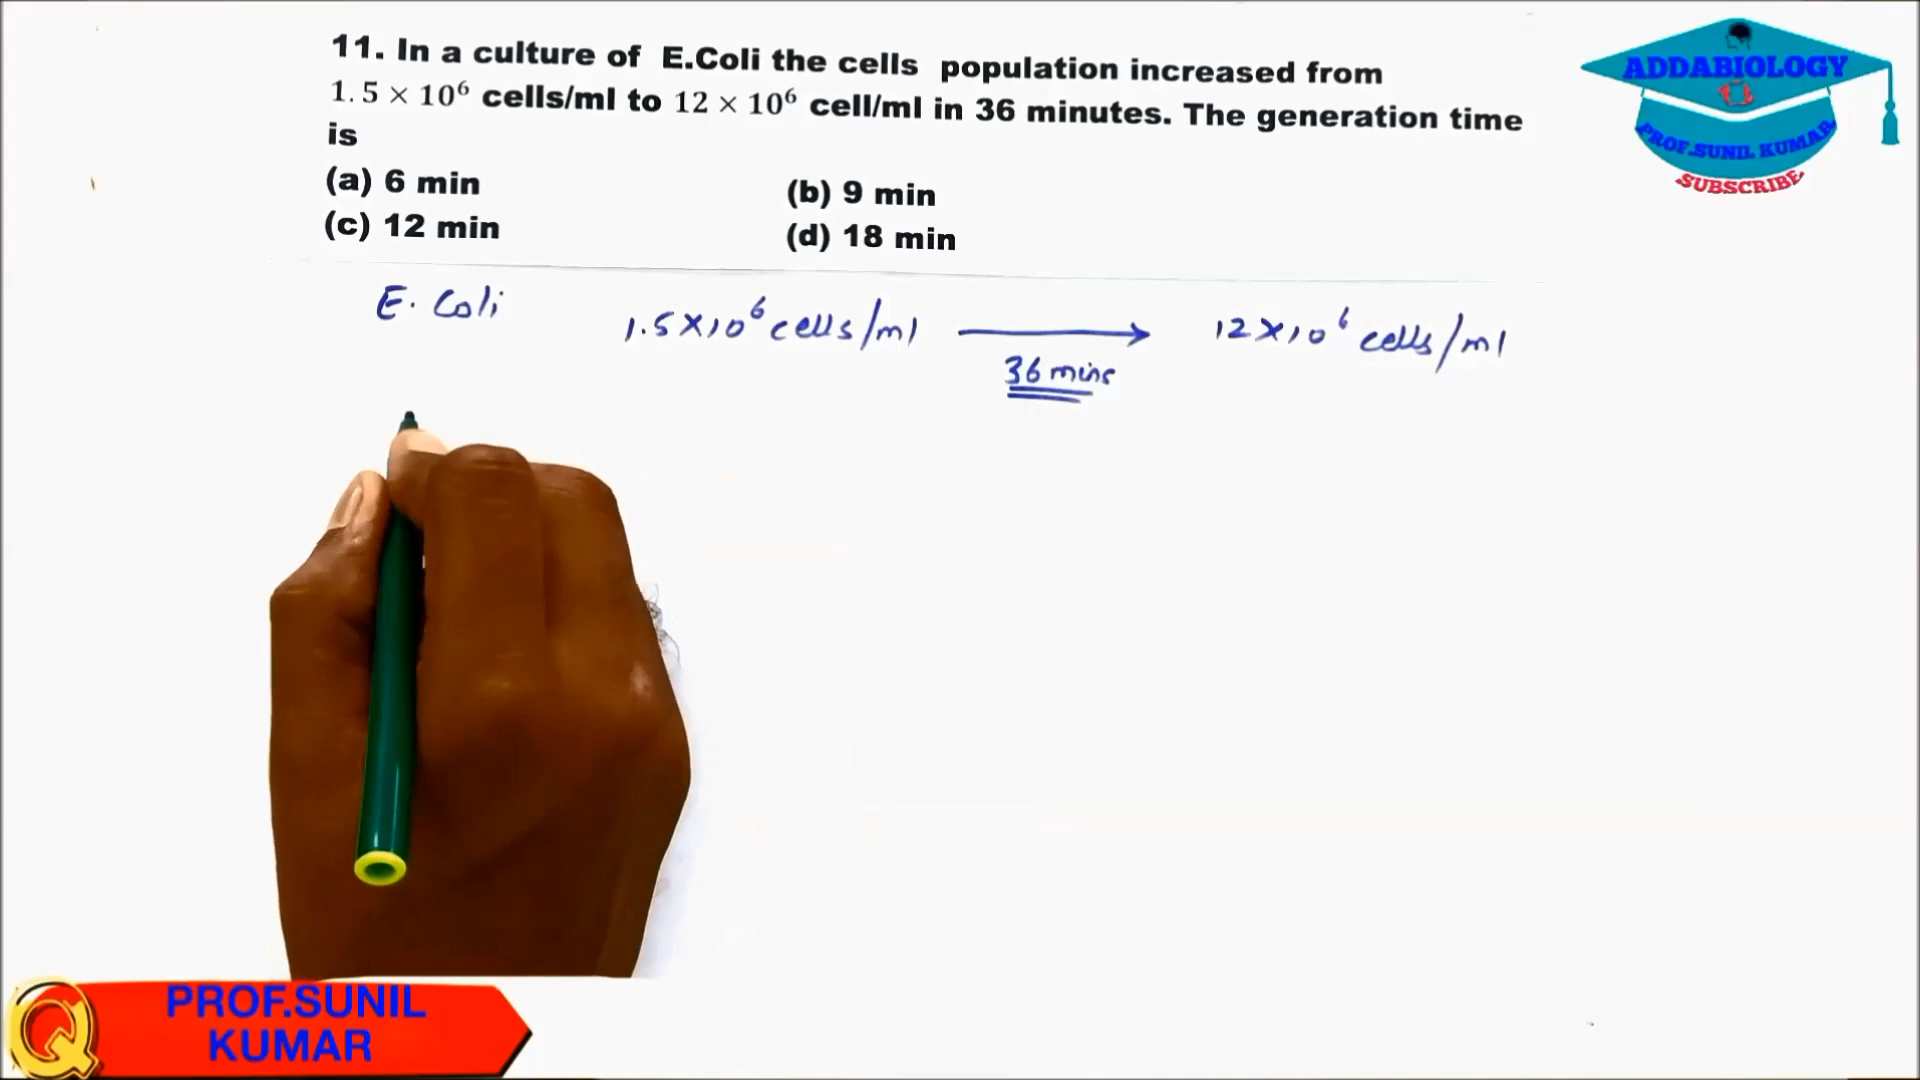 11. In a culture of E.Coli the cells population increased from
1.5 × 10⁶ cells/ml to 12 × 10⁶ cell/ml in 36 minutes. The generation time
is
(a) 6 min (b) 9 min
(c) 12 min (d) 18 min
E. Coli 1.5×10⁶ cells/ml 12×10⁶ cells/ml
36 mins
ADDABIOLOGY
PROF.SUNIL KUMAR
SUBSCRIBE
PROF.SUNIL
KUMAR